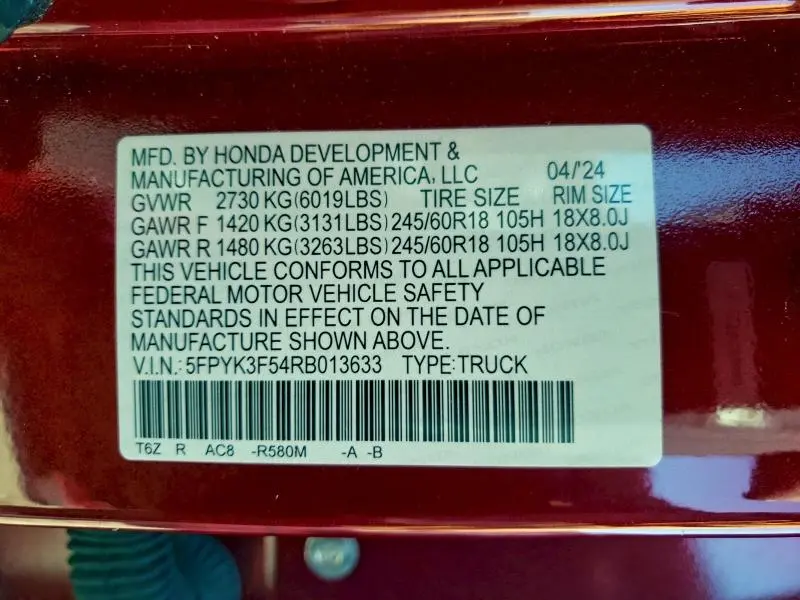 MFD. BY HONDA DEVELOPMENT &
MANUFACTURING OF AMERICA, LLC 04/'24
GVWR 2730 KG(6019LBS) TIRE SIZE RIM SIZE
GAWR F 1420 KG(3131LBS) 245/60R18 105H 18X8.0J
GAWR R 1480 KG(3263LBS) 245/60R18 105H 18X8.0J
THIS VEHICLE CONFORMS TO ALL APPLICABLE
FEDERAL MOTOR VEHICLE SAFETY
STANDARDS IN EFFECT ON THE DATE OF
MANUFACTURE SHOWN ABOVE.
V.I.N.: 5FPYK3F54RB013633 TYPE:TRUCK
T6Z R AC8 -R580M -A -B